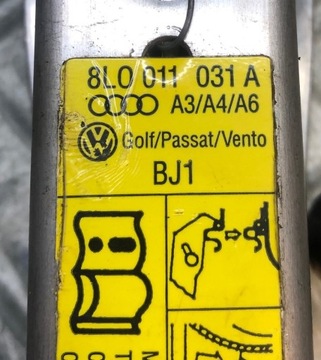 8L0 011 031 A
A3/A4/A6
Golf/Passat/Vento
BJ1